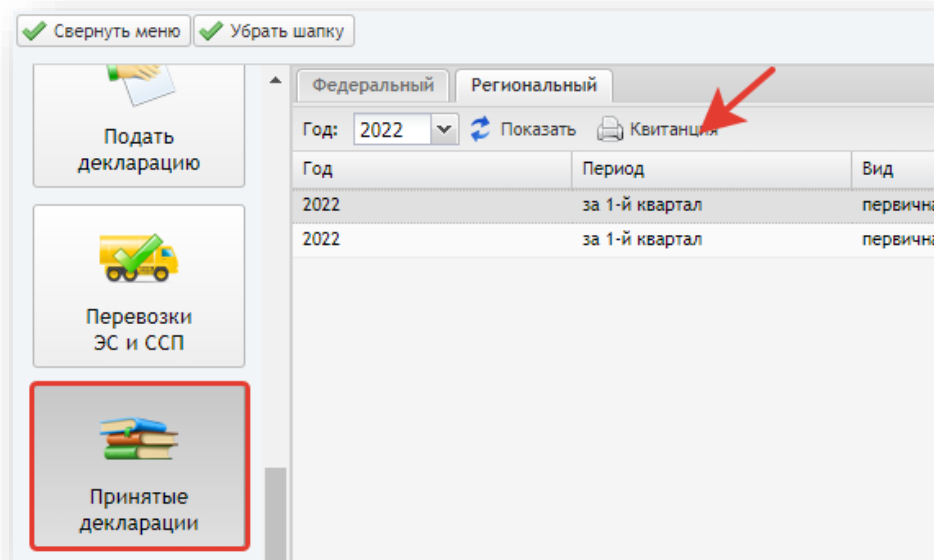 Свернуть меню Убрать шапку
Подать
декларацию
Перевозки
ЭС и ССП
Принятые
декларации
Федеральный Региональный
Год: 2022 Показать Квитанция
Год Период Вид
2022 за 1-й квартал первична
2022 за 1-й квартал первична